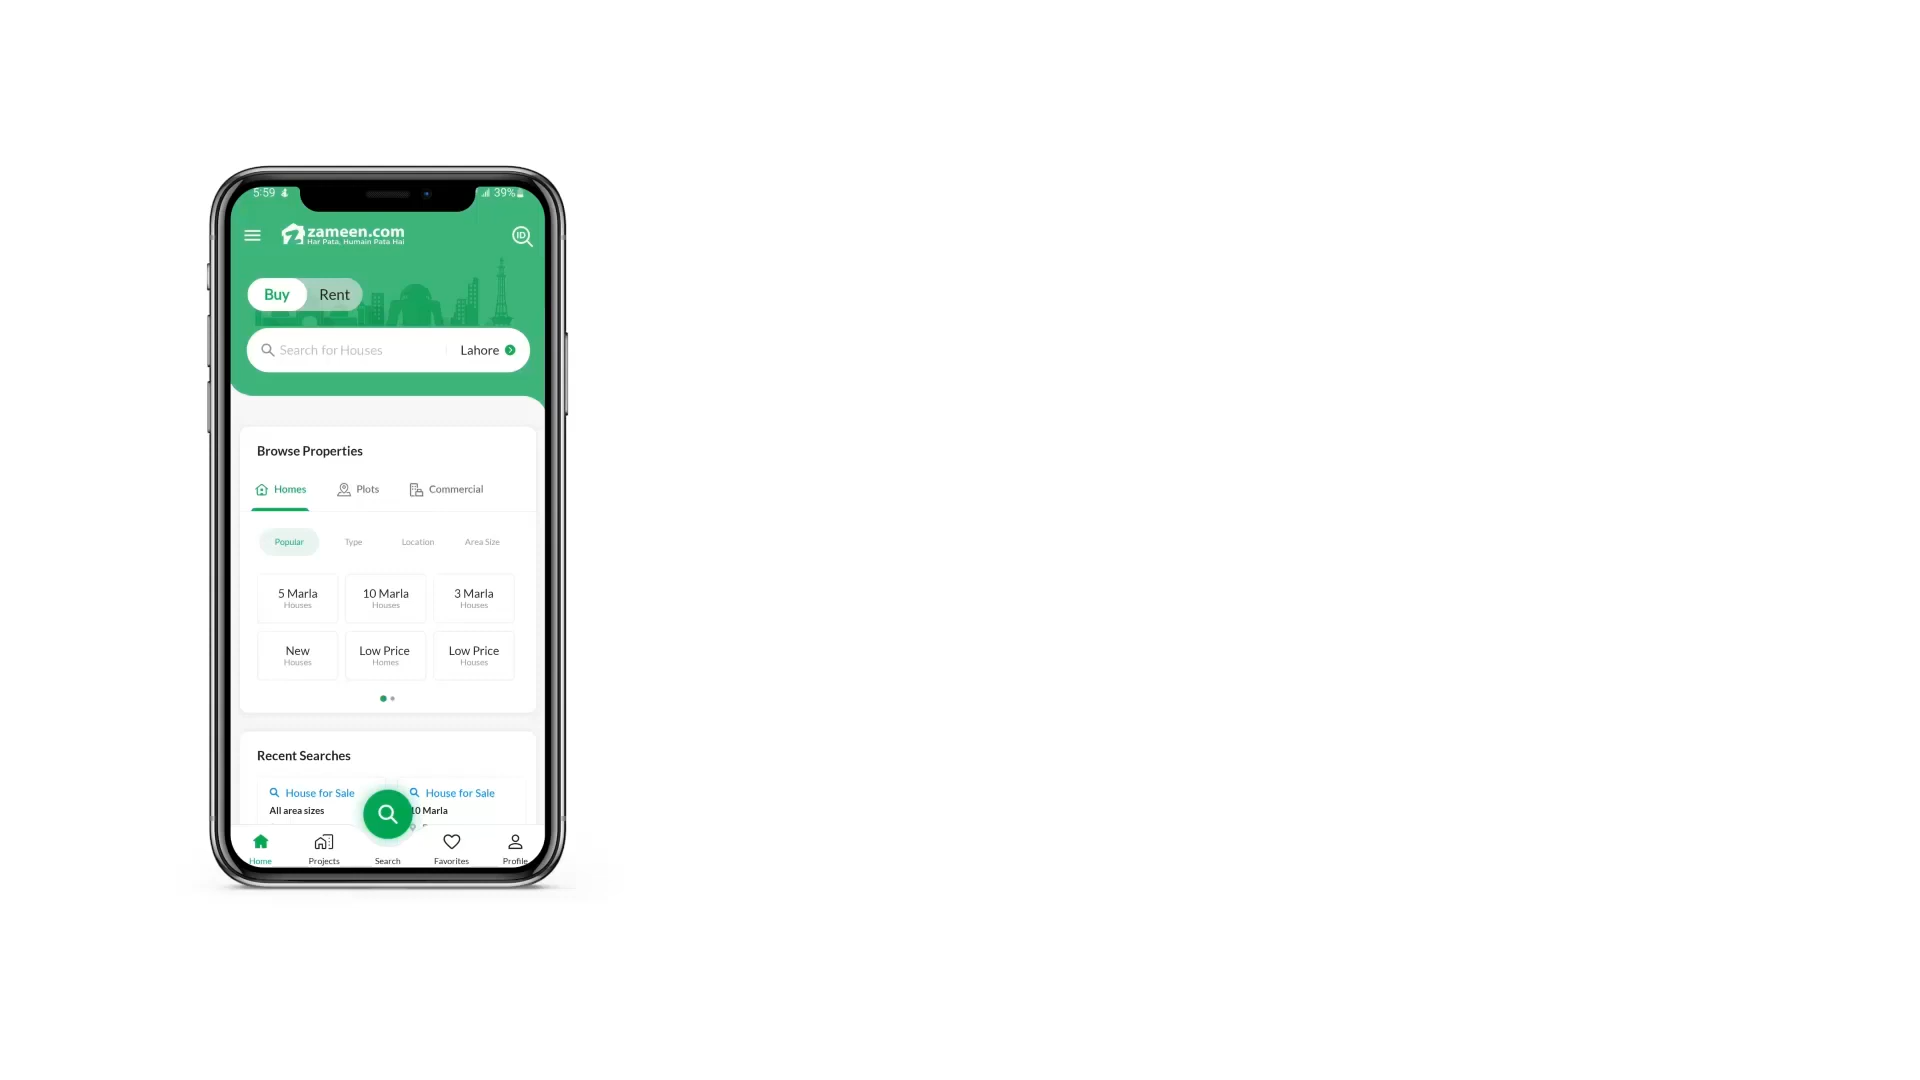 5:59 39%
zameen.com
Har Pata, Humain Pata Hai
ID
Buy Rent
Search for Houses Lahore
Browse Properties
Homes Plots Commercial
Popular Type Location Area Size
5 Marla 10 Marla 3 Marla
Houses Houses Houses
New Low Price Low Price
Houses Homes Houses
Recent Searches
House for Sale House for Sale
All area sizes 10 Marla
Home Projects Search Favorites Profile